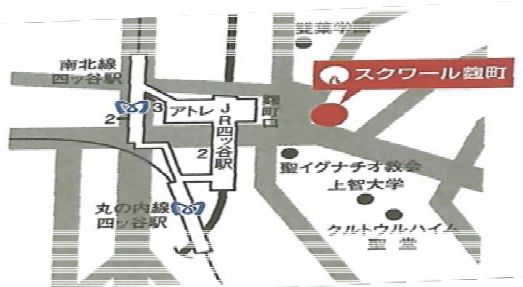 雙葉学園
南北線
四ッ谷駅
スクワール麹町
3
アトレ
JR四ッ谷駅
麹町口
2
2
聖イグナチオ教会
上智大学
丸の内線
四ッ谷駅
クルトゥルハイム
聖堂